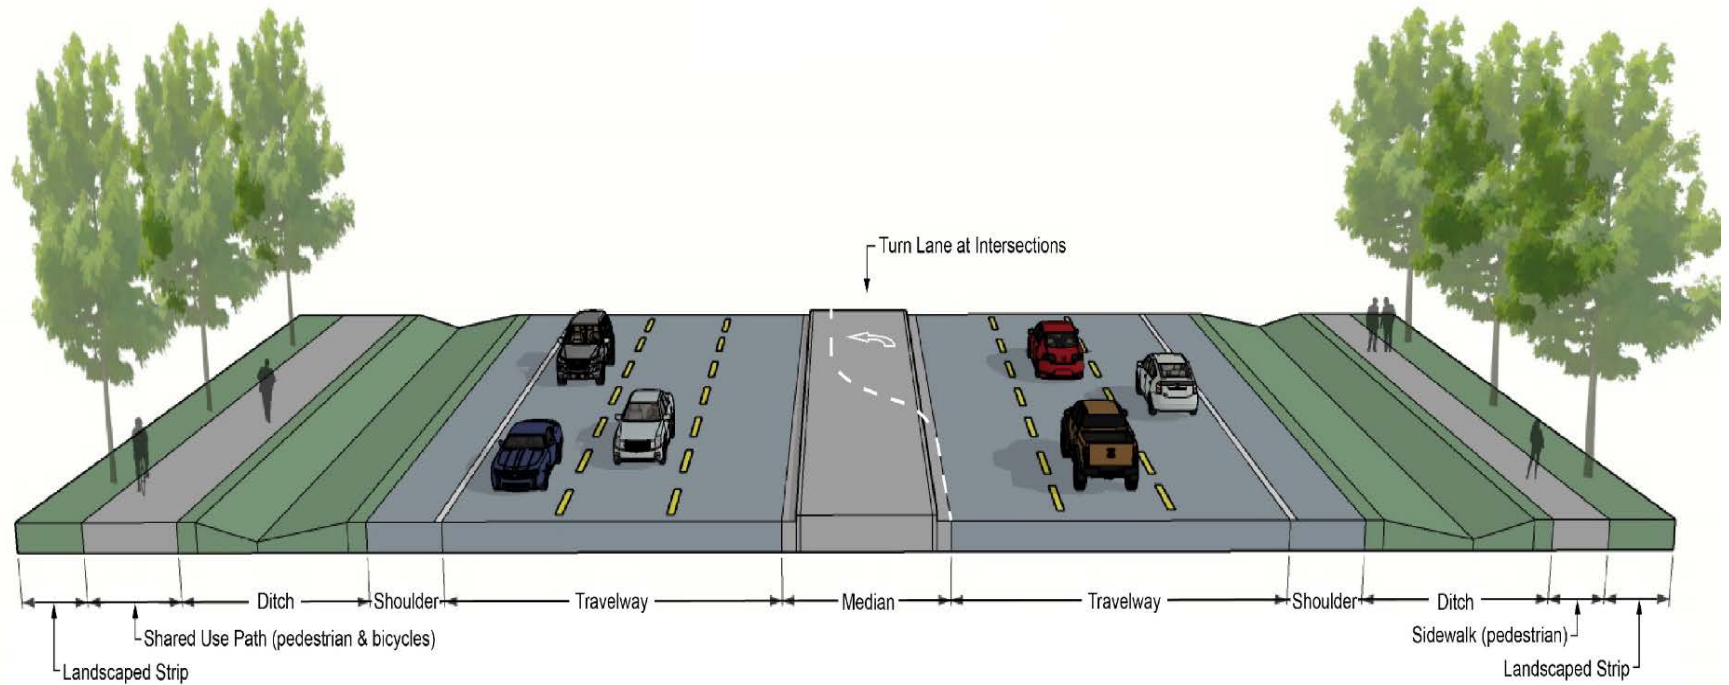 Turn Lane at Intersections
Ditch
Shoulder
Travelway
Median
Travelway
Shoulder
Ditch
Shared Use Path (pedestrian & bicycles)
Sidewalk (pedestrian)
Landscaped Strip
Landscaped Strip